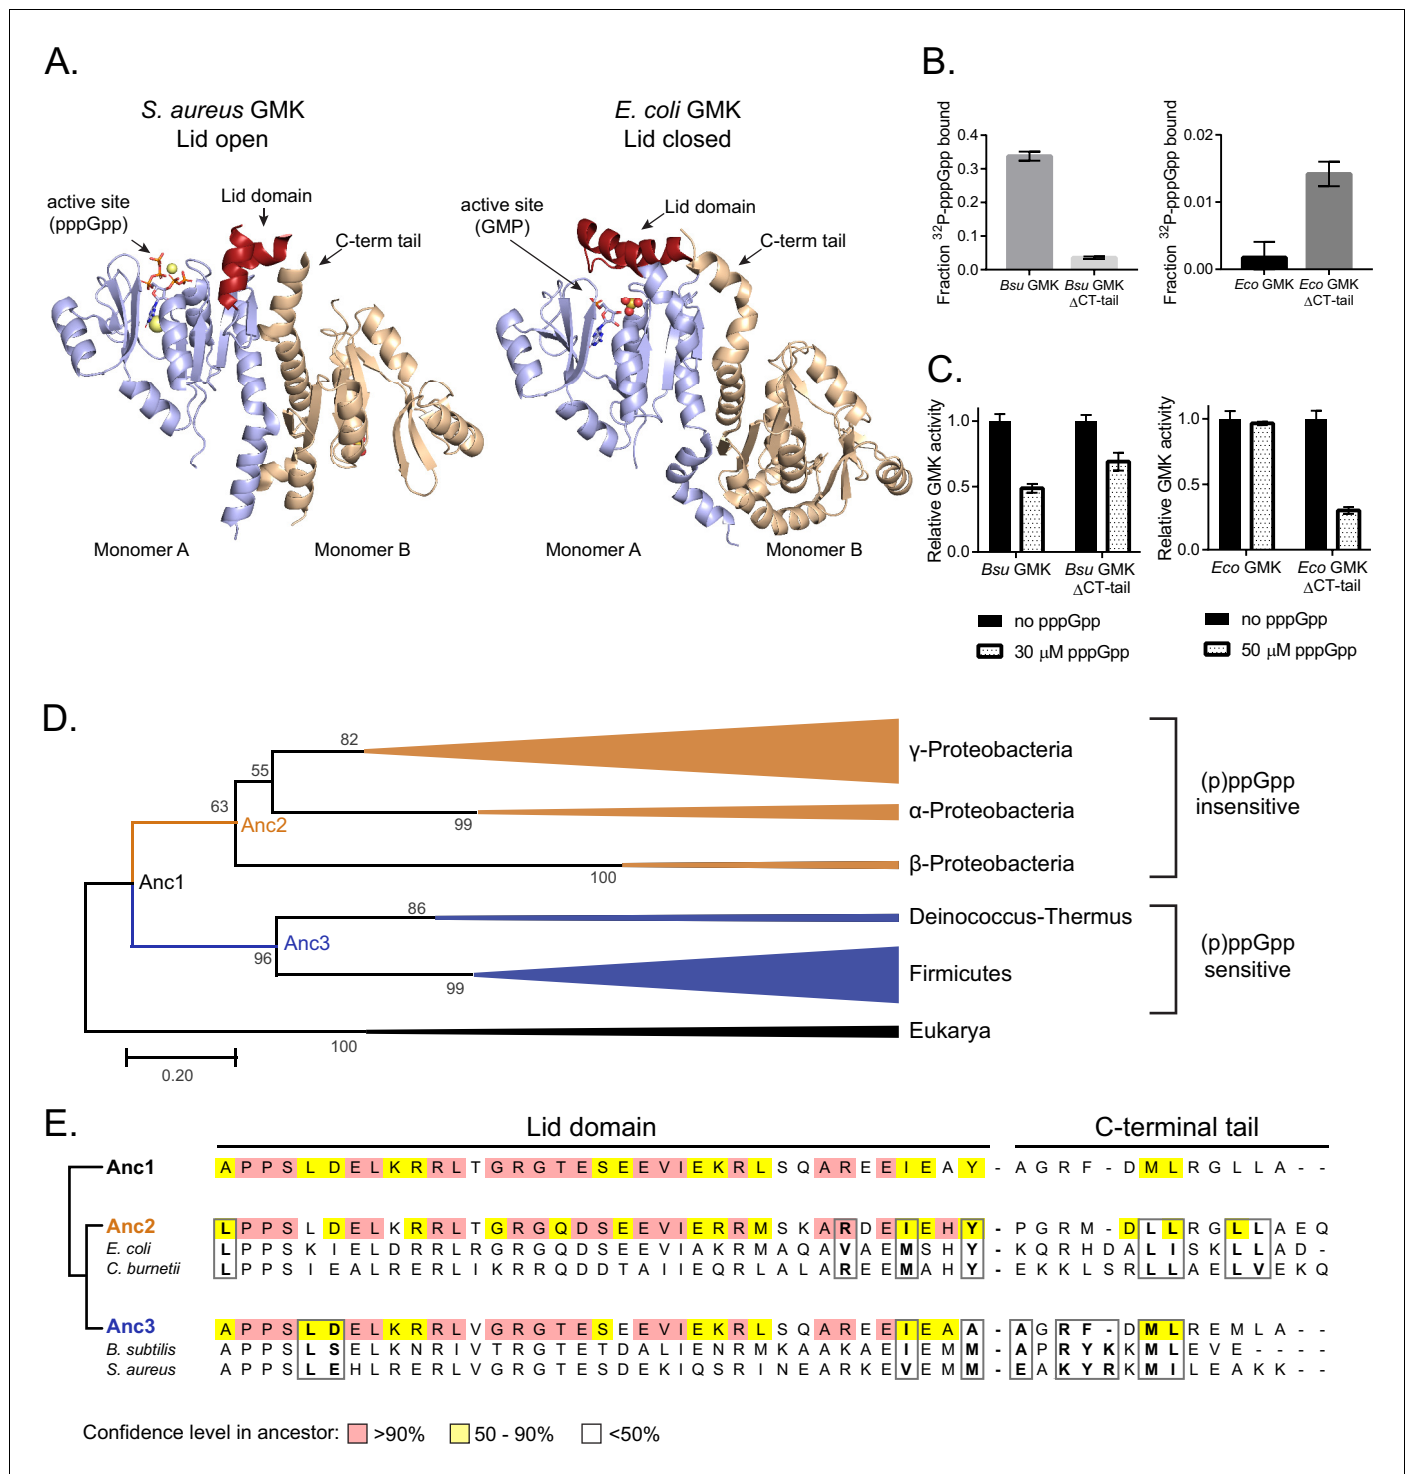 A.
S. aureus GMK
Lid open
active site
(pppGpp)
Lid domain
C-term tail
Monomer A
Monomer B
E. coli GMK
Lid closed
active site
(GMP)
Lid domain
C-term tail
Monomer A
Monomer B
B.
Fraction 32P-pppGpp bound
0.4
0.3
0.2
0.1
0.0
Bsu GMK
Bsu GMK
ΔCT-tail
Fraction 32P-pppGpp bound
0.02
0.01
0.00
Eco GMK
Eco GMK
ΔCT-tail
C.
Relative GMK activity
1.0
0.5
0.0
Bsu GMK
Bsu GMK
ΔCT-tail
no pppGpp
30 μM pppGpp
Relative GMK activity
1.0
0.5
0.0
Eco GMK
Eco GMK
ΔCT-tail
no pppGpp
50 μM pppGpp
D.
82
55
63
Anc2
99
100
Anc1
86
Anc3
96
99
100
0.20
γ-Proteobacteria
α-Proteobacteria
β-Proteobacteria
Deinococcus-Thermus
Firmicutes
Eukarya
(p)ppGpp
insensitive
(p)ppGpp
sensitive
E.
Lid domain
C-terminal tail
Anc1 A P P S L D E L K R R L T G R G T E S E E V I E K R L S Q A R E E I E A Y - A G R F - D M L R G L L A - -
Anc2 L P P S L D E L K R R L T G R G Q D S E E V I E R R M S K A R D E I E H Y - P G R M - D L L R G L L A E Q
E. coli L P P S K I E L D R R L R G R G Q D S E E V I A K R M A Q A V A E M S H Y - K Q R H D A L I S K L L A D -
C. burnetii L P P S I E A L R E R L I K R R Q D D T A I I E Q R L A L A R E E M A H Y - E K K L S R L L A E L V E K Q
Anc3 A P P S L D E L K R R L V G R G T E S E E V I E K R L S Q A R E E I E A A - A G R F - D M L R E M L A - -
B. subtilis A P P S L S E L K N R I V T R G T E T D A L I E N R M K A A K A E I E M M - A P R Y K K M L E V E - - - -
S. aureus A P P S L E H L R E R L V G R G T E S D E K I Q S R I N E A R K E V E M M - E A K Y R K M I L E A K K - -
Confidence level in ancestor: >90% 50 - 90% <50%